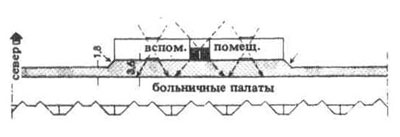 север
1,8
3,6
вспом. помещ.
больничные палаты